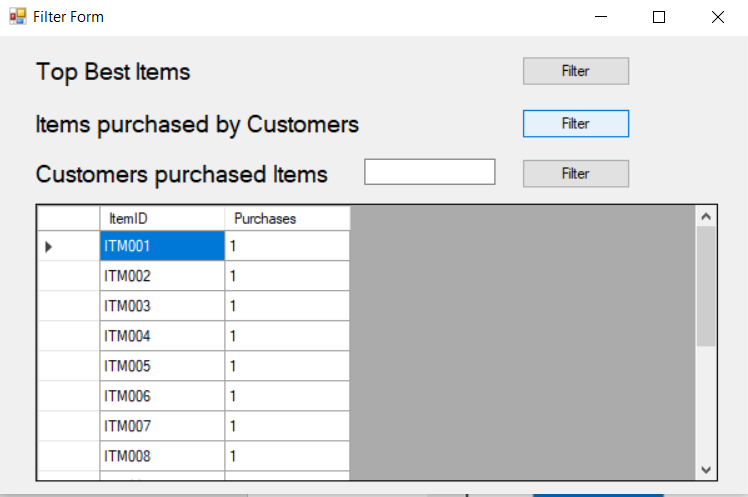 Filter Form
Top Best Items Filter
Items purchased by Customers Filter
Customers purchased Items Filter
ItemID Purchases
ITM001 1
ITM002 1
ITM003 1
ITM004 1
ITM005 1
ITM006 1
ITM007 1
ITM008 1